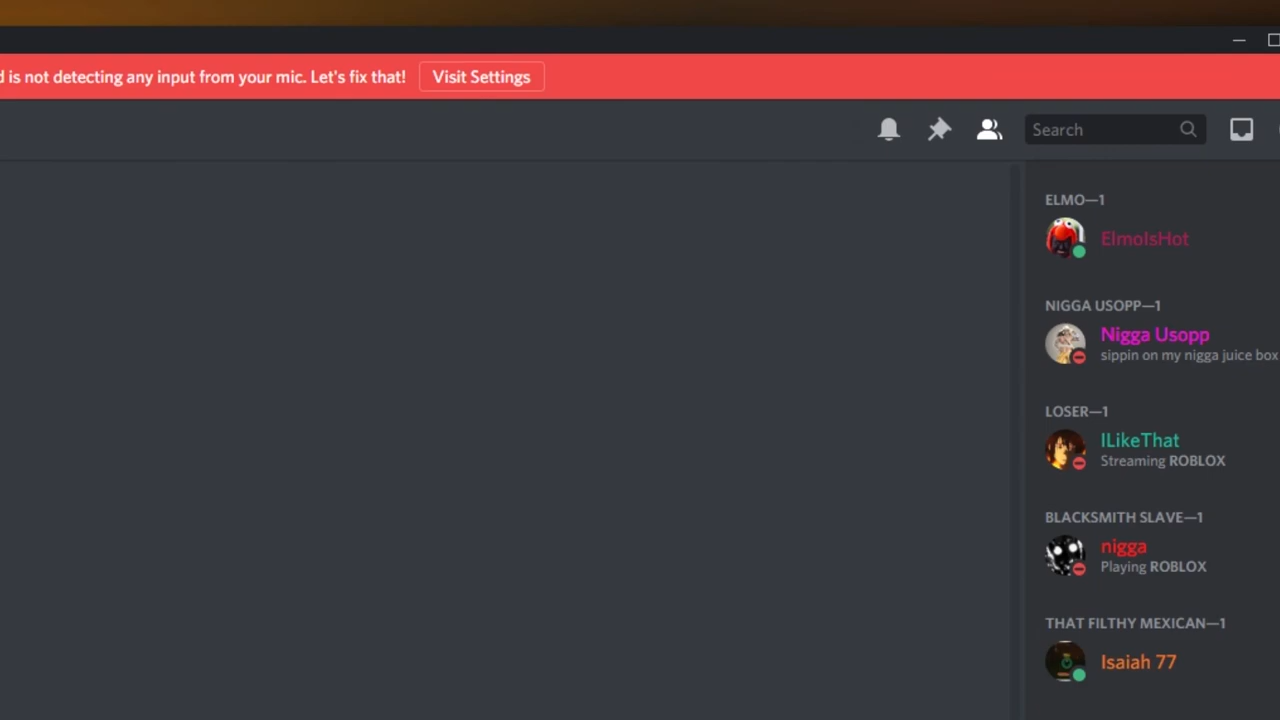 d is not detecting any input from your mic. Let's fix that!
Visit Settings
Search
ELMO—1
ElmoIsHot
NIGGA USOPP—1
Nigga Usopp
sippin on my nigga juice box
LOSER—1
ILikeThat
Streaming ROBLOX
BLACKSMITH SLAVE—1
nigga
Playing ROBLOX
THAT FILTHY MEXICAN—1
Isaiah 77